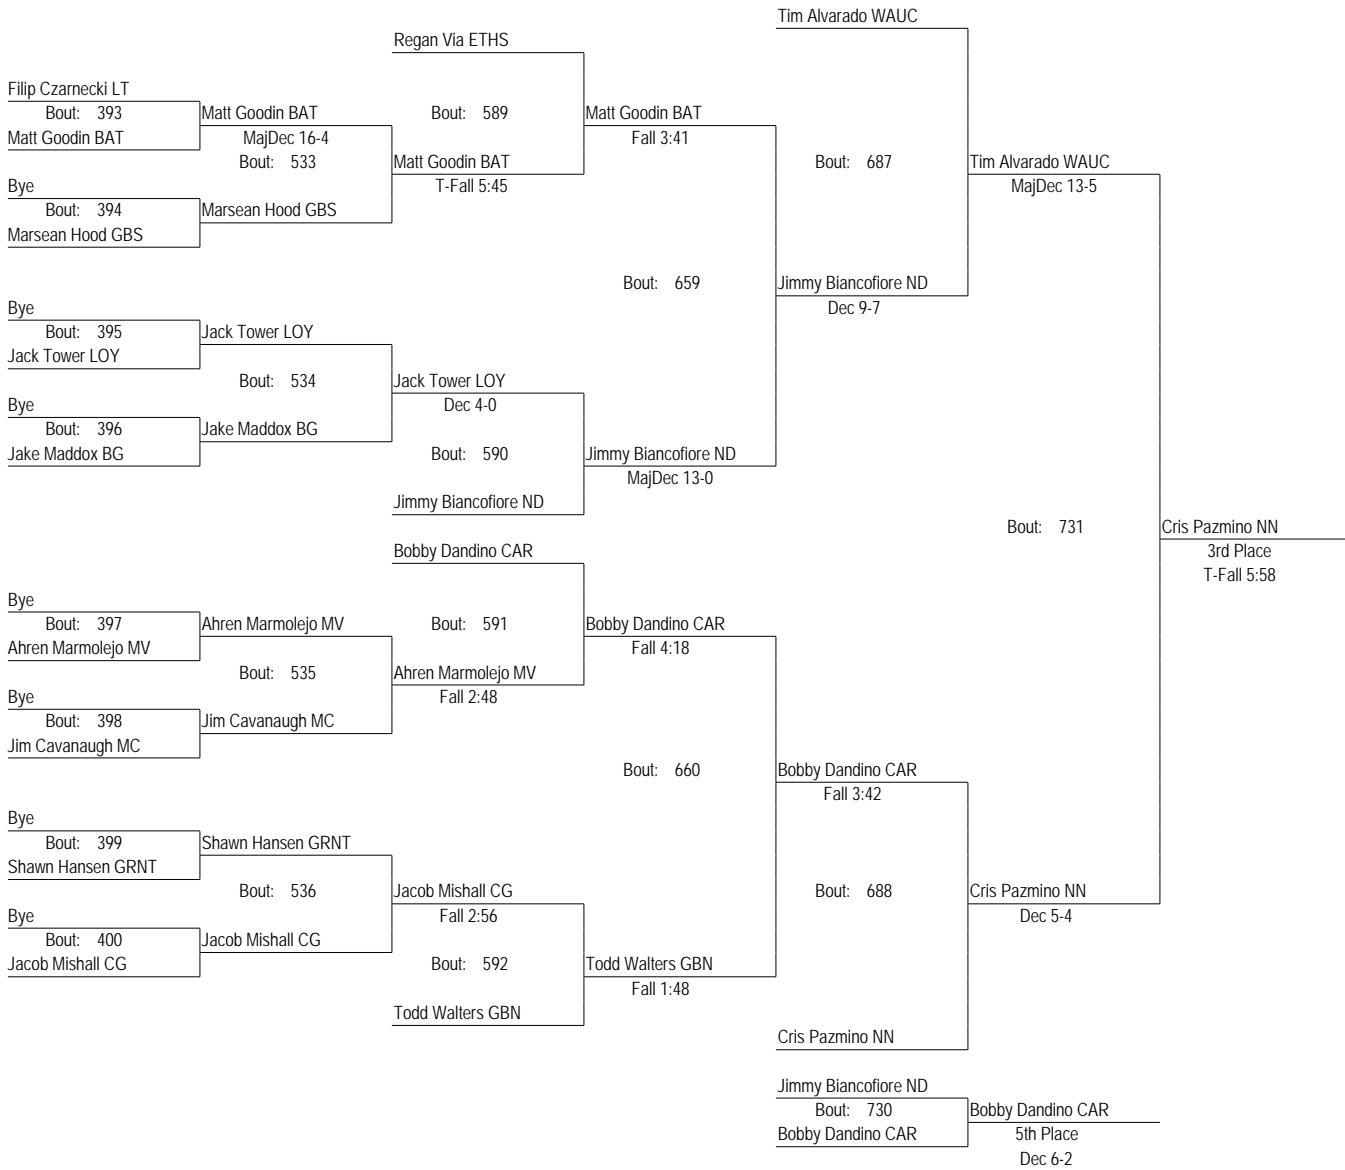 Tim Alvarado WAUC
Regan Via ETHS
Filip Czarnecki LT
Bout: 393
Matt Goodin BAT
Bout: 589
Matt Goodin BAT
Matt Goodin BAT
MajDec 16-4
Fall 3:41
Bout: 533
Matt Goodin BAT
Bout: 687
Tim Alvarado WAUC
Bye
T-Fall 5:45
MajDec 13-5
Bout: 394
Marsean Hood GBS
Marsean Hood GBS
Bout: 659
Jimmy Biancofiore ND
Bye
Dec 9-7
Bout: 395
Jack Tower LOY
Jack Tower LOY
Bout: 534
Jack Tower LOY
Bye
Dec 4-0
Bout: 396
Jake Maddox BG
Jake Maddox BG
Bout: 590
Jimmy Biancofiore ND
MajDec 13-0
Jimmy Biancofiore ND
Bout: 731
Cris Pazmino NN
Bobby Dandino CAR
3rd Place
T-Fall 5:58
Bye
Bout: 397
Ahren Marmolejo MV
Bout: 591
Bobby Dandino CAR
Ahren Marmolejo MV
Fall 4:18
Bout: 535
Ahren Marmolejo MV
Bye
Fall 2:48
Bout: 398
Jim Cavanaugh MC
Jim Cavanaugh MC
Bout: 660
Bobby Dandino CAR
Fall 3:42
Bye
Bout: 399
Shawn Hansen GRNT
Shawn Hansen GRNT
Bout: 536
Jacob Mishall CG
Bout: 688
Cris Pazmino NN
Bye
Fall 2:56
Dec 5-4
Bout: 400
Jacob Mishall CG
Jacob Mishall CG
Bout: 592
Todd Walters GBN
Fall 1:48
Todd Walters GBN
Cris Pazmino NN
Jimmy Biancofiore ND
Bout: 730
Bobby Dandino CAR
Bobby Dandino CAR
5th Place
Dec 6-2